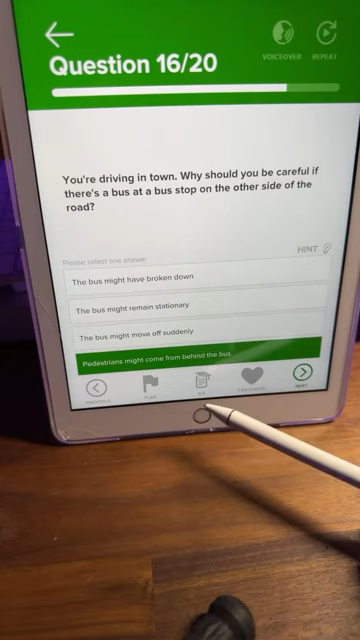 Question 16/20
VOICEOVER
REPEAT
You're driving in town. Why should you be careful if
there's a bus at a bus stop on the other side of the
road?
HINT
Please select one answer
The bus might have broken down
The bus might remain stationary
The bus might move off suddenly
Pedestrians might come from behind the bus
PREVIOUS
FLAG
FAVOURITE
NEXT